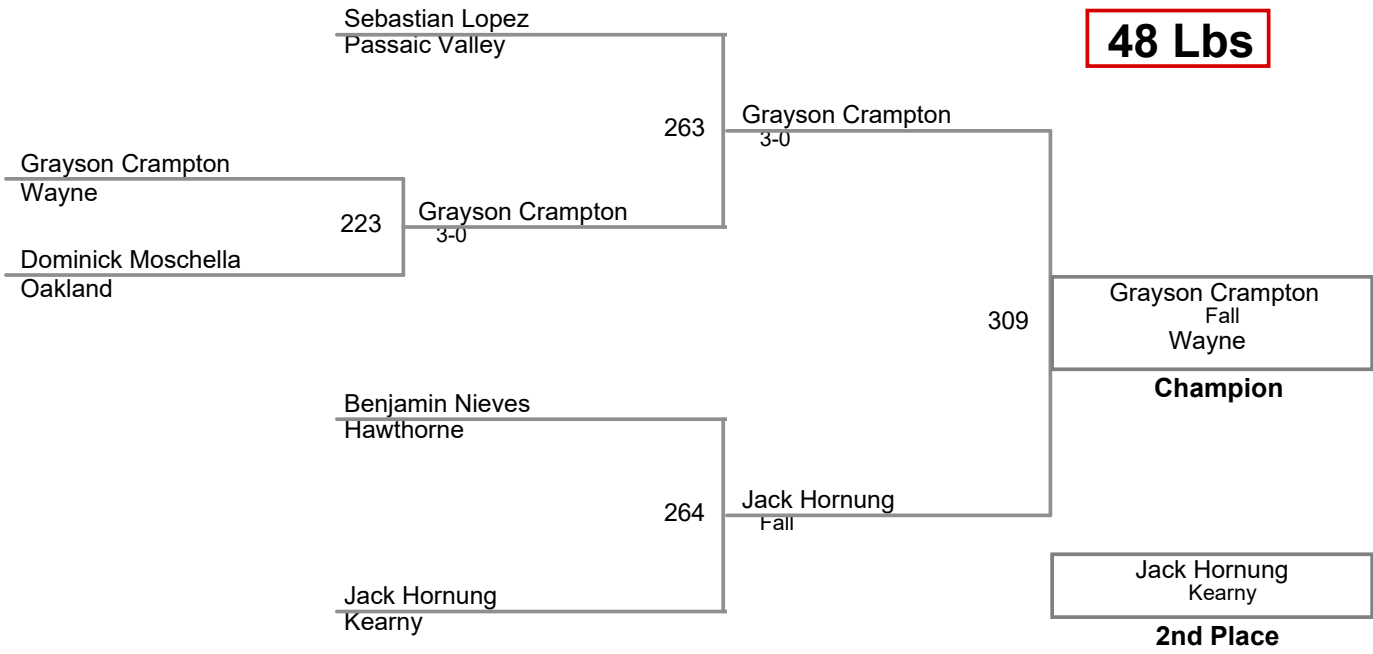 48 Lbs
Sebastian Lopez
Passaic Valley
263
Grayson Crampton
3-0
Grayson Crampton
Wayne
223
Grayson Crampton
3-0
Dominick Moschella
Oakland
309
Grayson Crampton
Fall
Wayne
Champion
Benjamin Nieves
Hawthorne
264
Jack Hornung
Fall
Jack Hornung
Kearny
Jack Hornung
Kearny
2nd Place